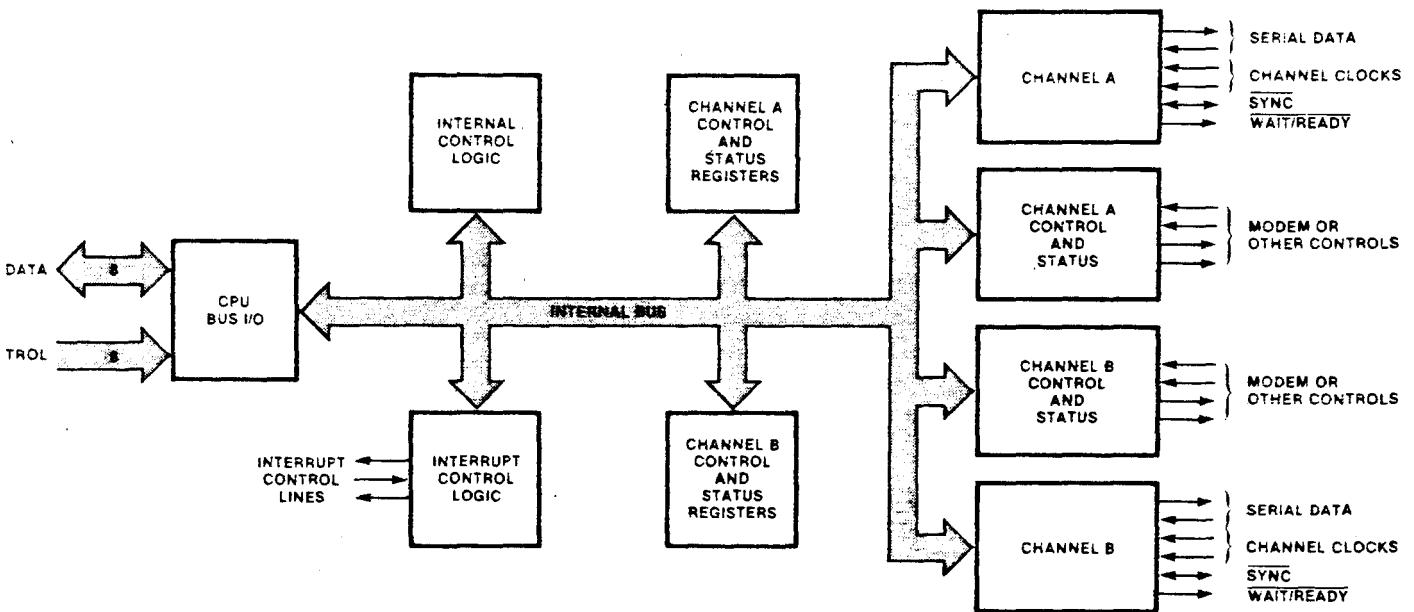 CHANNEL A
SERIAL DATA
CHANNEL CLOCKS
SYNC
WAIT/READY
INTERNAL
CONTROL
LOGIC
CHANNEL A
CONTROL
AND
STATUS
REGISTERS
CHANNEL A
CONTROL
AND
STATUS
MODEM OR
OTHER CONTROLS
DATA
8
CPU
BUS I/O
INTERNAL BUS
TROL
CHANNEL B
CONTROL
AND
STATUS
MODEM OR
OTHER CONTROLS
INTERRUPT
CONTROL
LINES
INTERRUPT
CONTROL
LOGIC
CHANNEL B
CONTROL
AND
STATUS
REGISTERS
CHANNEL B
SERIAL DATA
CHANNEL CLOCKS
SYNC
WAIT/READY